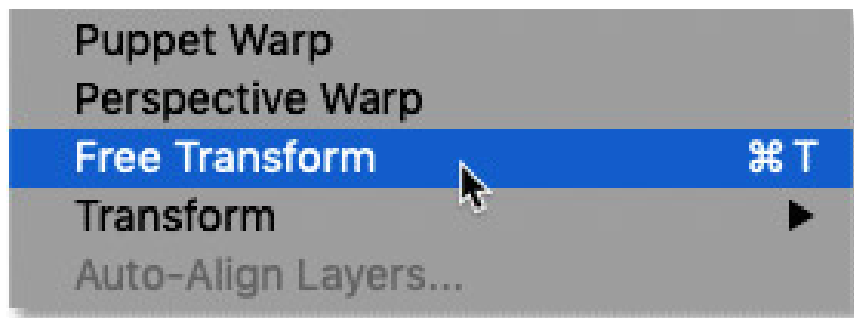 Puppet Warp
Perspective Warp
Free Transform ⌘T
Transform ▶
Auto-Align Layers...